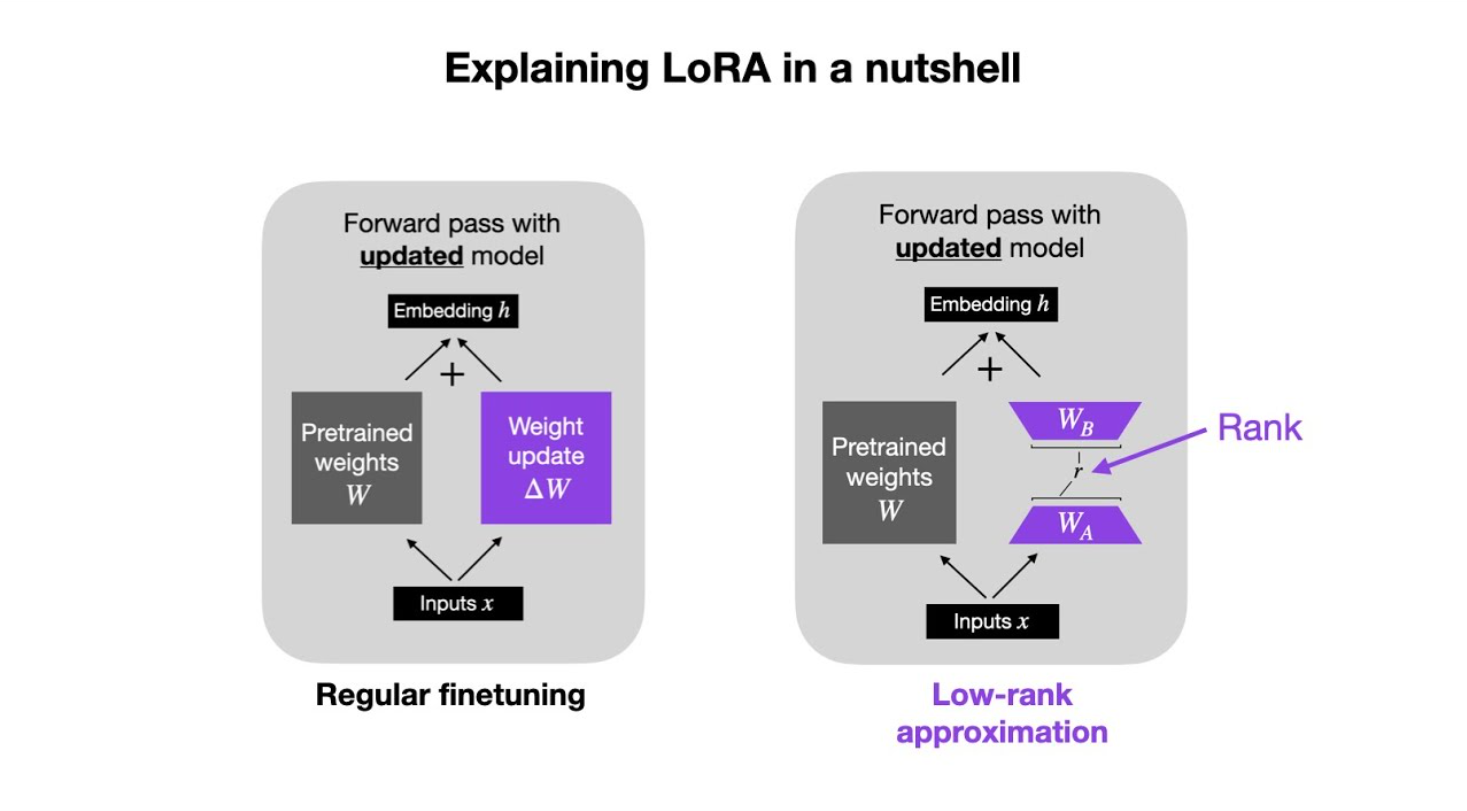 Explaining LoRA in a nutshell
Forward pass with
updated model
Embedding h
+
Pretrained
weights
W
Weight
update
ΔW
Inputs x
Regular finetuning
Forward pass with
updated model
Embedding h
+
Pretrained
weights
W
W_B
r
Rank
W_A
Inputs x
Low-rank
approximation